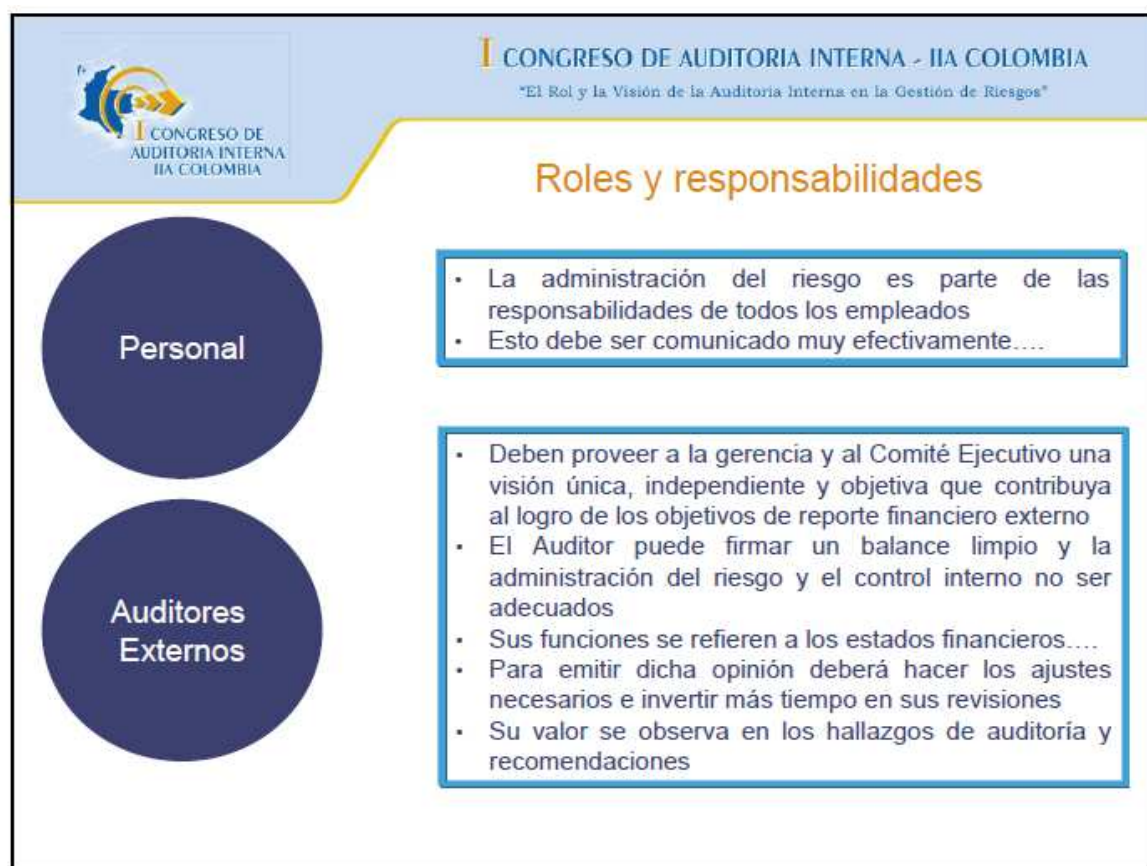 I CONGRESO DE
AUDITORIA INTERNA
IIA COLOMBIA
I CONGRESO DE AUDITORIA INTERNA - IIA COLOMBIA
"El Rol y la Visión de la Auditoria Interna en la Gestión de Riesgos"
Roles y responsabilidades
Personal
• La administración del riesgo es parte de las
responsabilidades de todos los empleados
• Esto debe ser comunicado muy efectivamente….
Auditores
Externos
• Deben proveer a la gerencia y al Comité Ejecutivo una
visión única, independiente y objetiva que contribuya
al logro de los objetivos de reporte financiero externo
• El Auditor puede firmar un balance limpio y la
administración del riesgo y el control interno no ser
adecuados
• Sus funciones se refieren a los estados financieros….
• Para emitir dicha opinión deberá hacer los ajustes
necesarios e invertir más tiempo en sus revisiones
• Su valor se observa en los hallazgos de auditoría y
recomendaciones